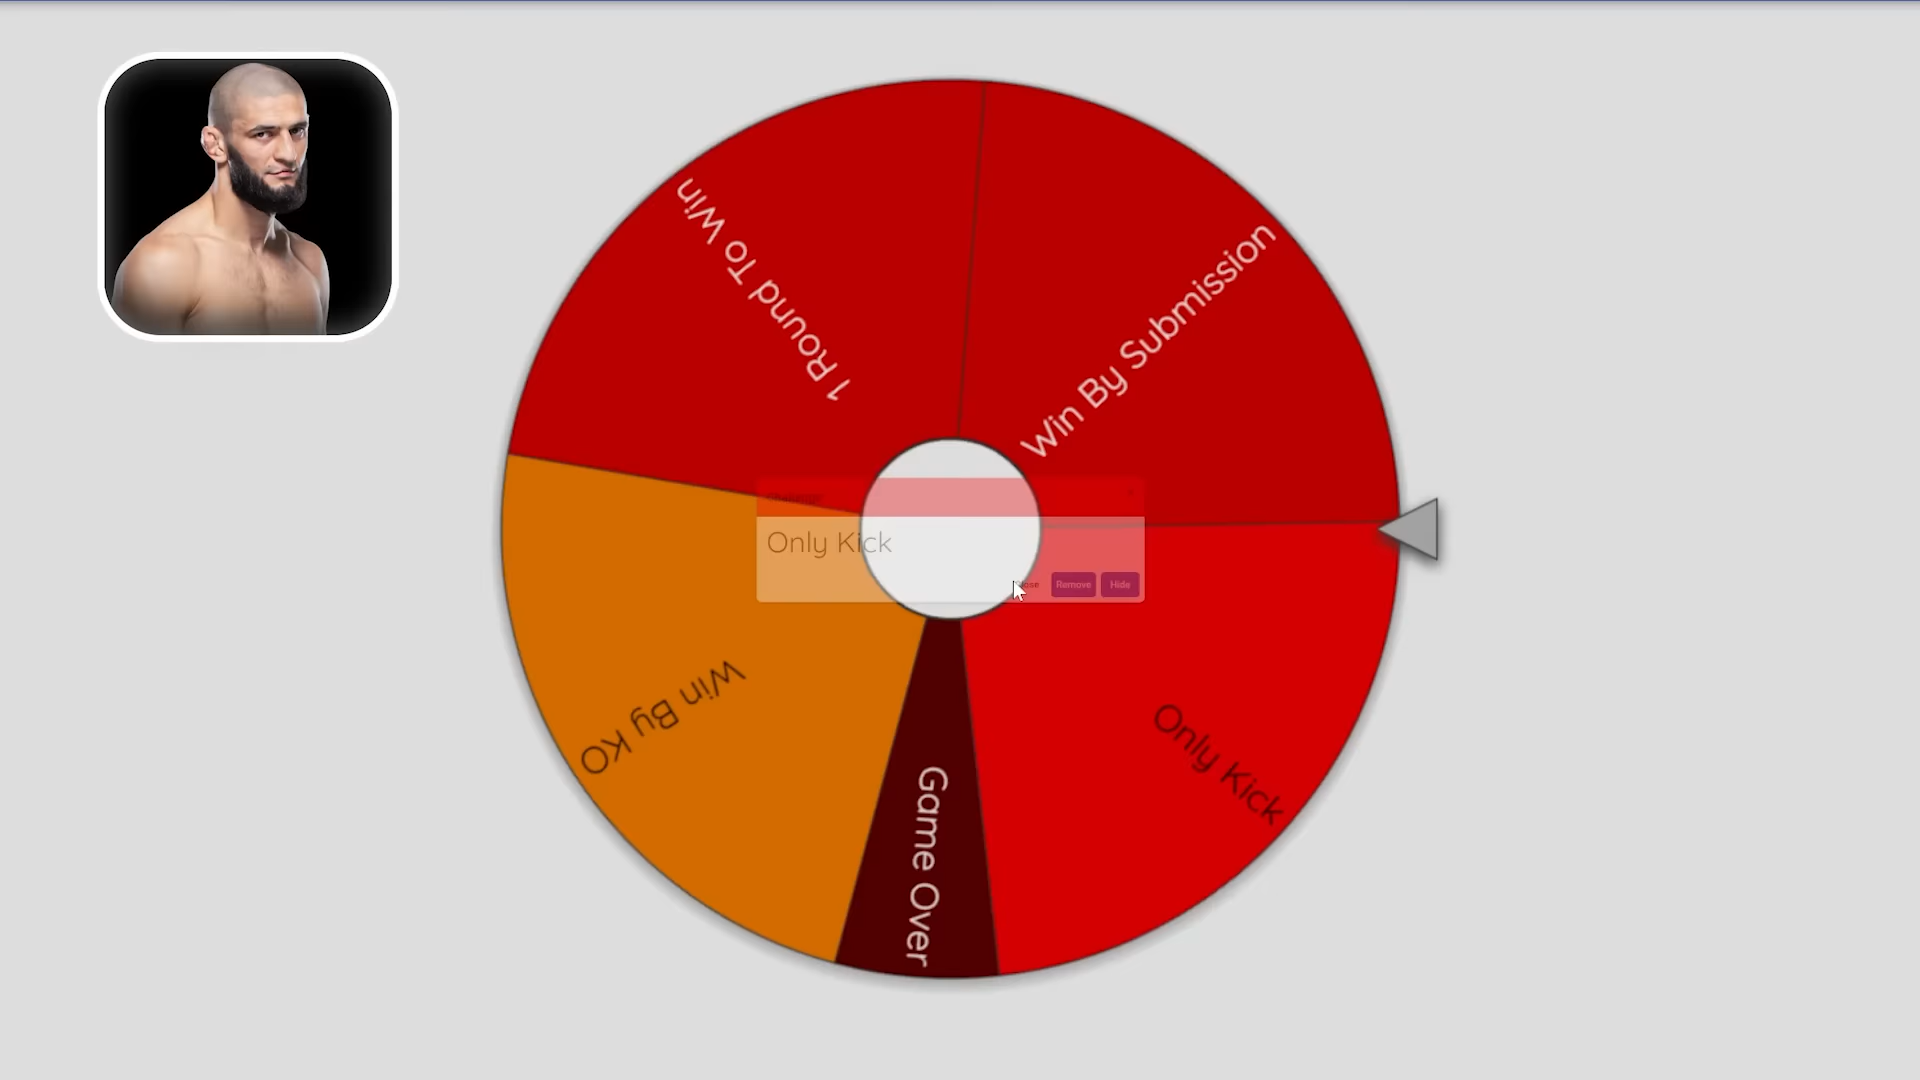 1 Round To Win
Win By Submission
Only Kick
Remove
Hide
Win By KO
Only Kick
Game Over